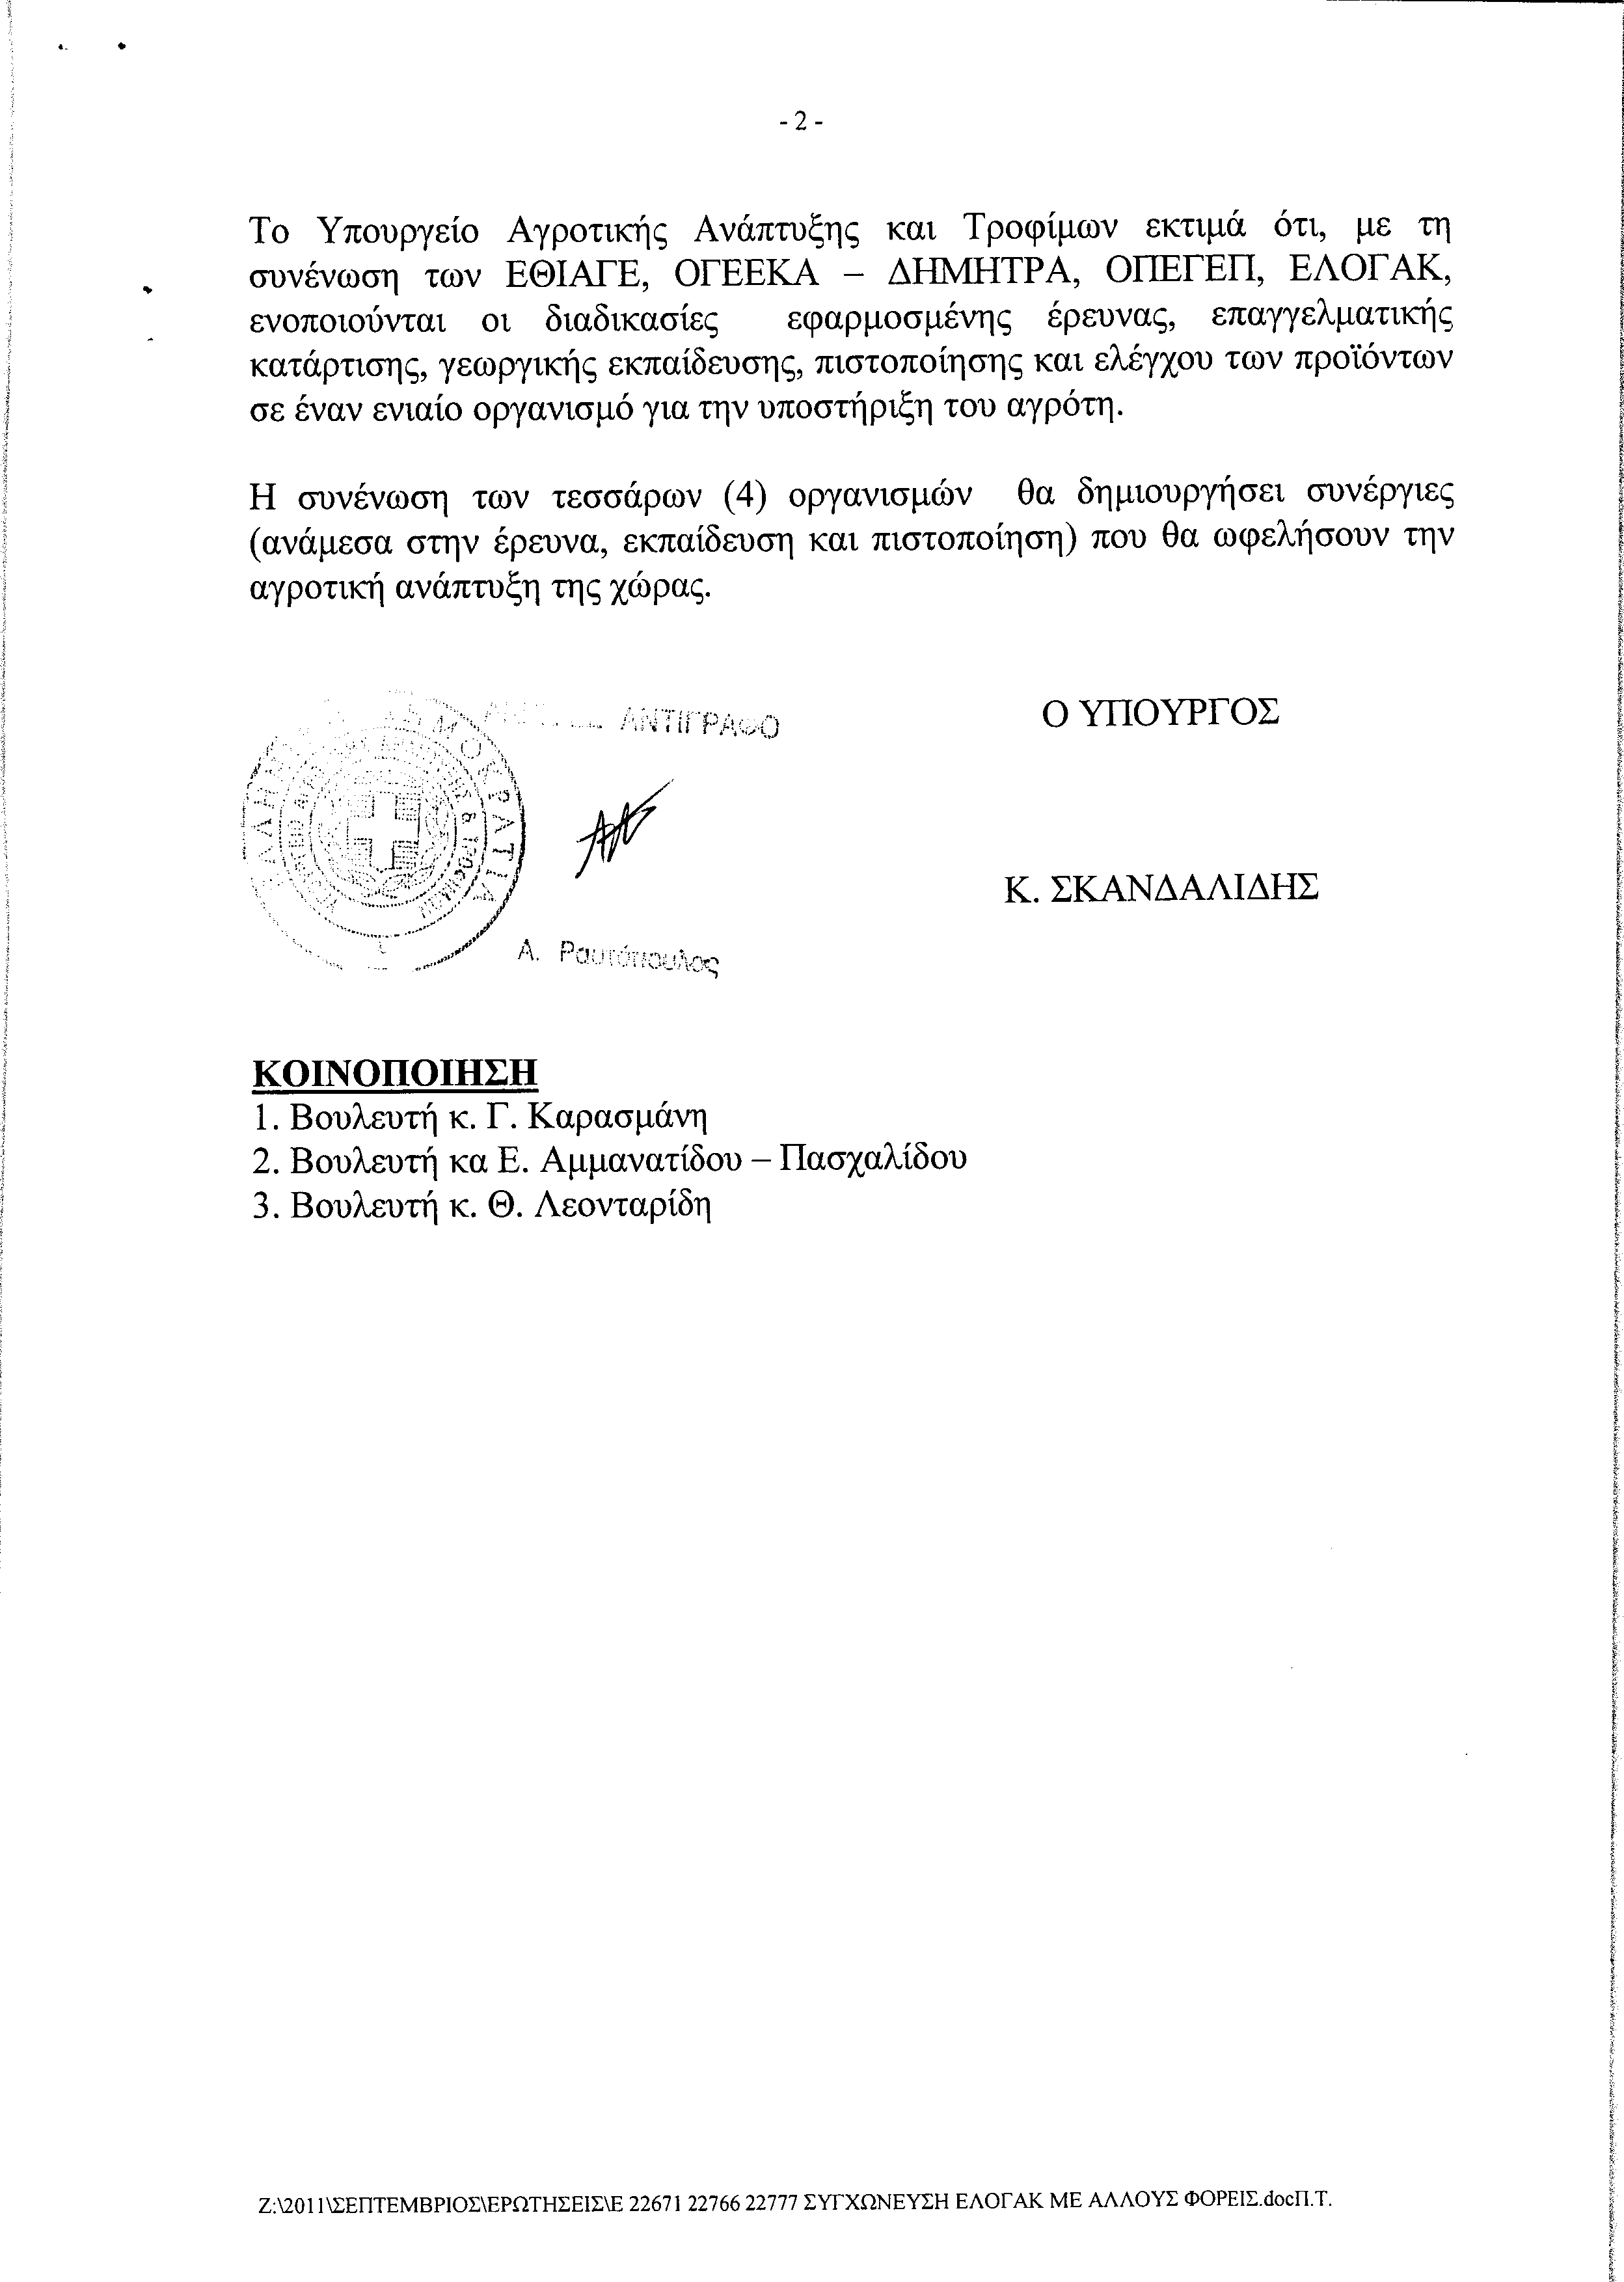 - 2 -
Το Υπουργείο Αγροτικής Ανάπτυξης και Τροφίμων εκτιμά ότι, με τη
συνένωση των ΕΘΙΑΓΕ, ΟΓΕΕΚΑ – ΔΗΜΗΤΡΑ, ΟΠΕΓΕΠ, ΕΛΟΓΑΚ,
ενοποιούνται οι διαδικασίες εφαρμοσμένης έρευνας, επαγγελματικής
κατάρτισης, γεωργικής εκπαίδευσης, πιστοποίησης και ελέγχου των προϊόντων
σε έναν ενιαίο οργανισμό για την υποστήριξη του αγρότη.
Η συνένωση των τεσσάρων (4) οργανισμών θα δημιουργήσει συνέργιες
(ανάμεσα στην έρευνα, εκπαίδευση και πιστοποίηση) που θα ωφελήσουν την
αγροτική ανάπτυξη της χώρας.
ΑΝΤΙΓΡΑΦΟ
Ο ΥΠΟΥΡΓΟΣ
Κ. ΣΚΑΝΔΑΛΙΔΗΣ
Α.
ΚΟΙΝΟΠΟΙΗΣΗ
1. Βουλευτή κ. Γ. Καρασμάνη
2. Βουλευτή κα Ε. Αμμανατίδου – Πασχαλίδου
3. Βουλευτή κ. Θ. Λεονταρίδη
Z:\2011\ΣΕΠΤΕΜΒΡΙΟΣ\ΕΡΩΤΗΣΕΙΣ\Ε 22671 22766 22777 ΣΥΓΧΩΝΕΥΣΗ ΕΛΟΓΑΚ ΜΕ ΑΛΛΟΥΣ ΦΟΡΕΙΣ.docΠ.Τ.